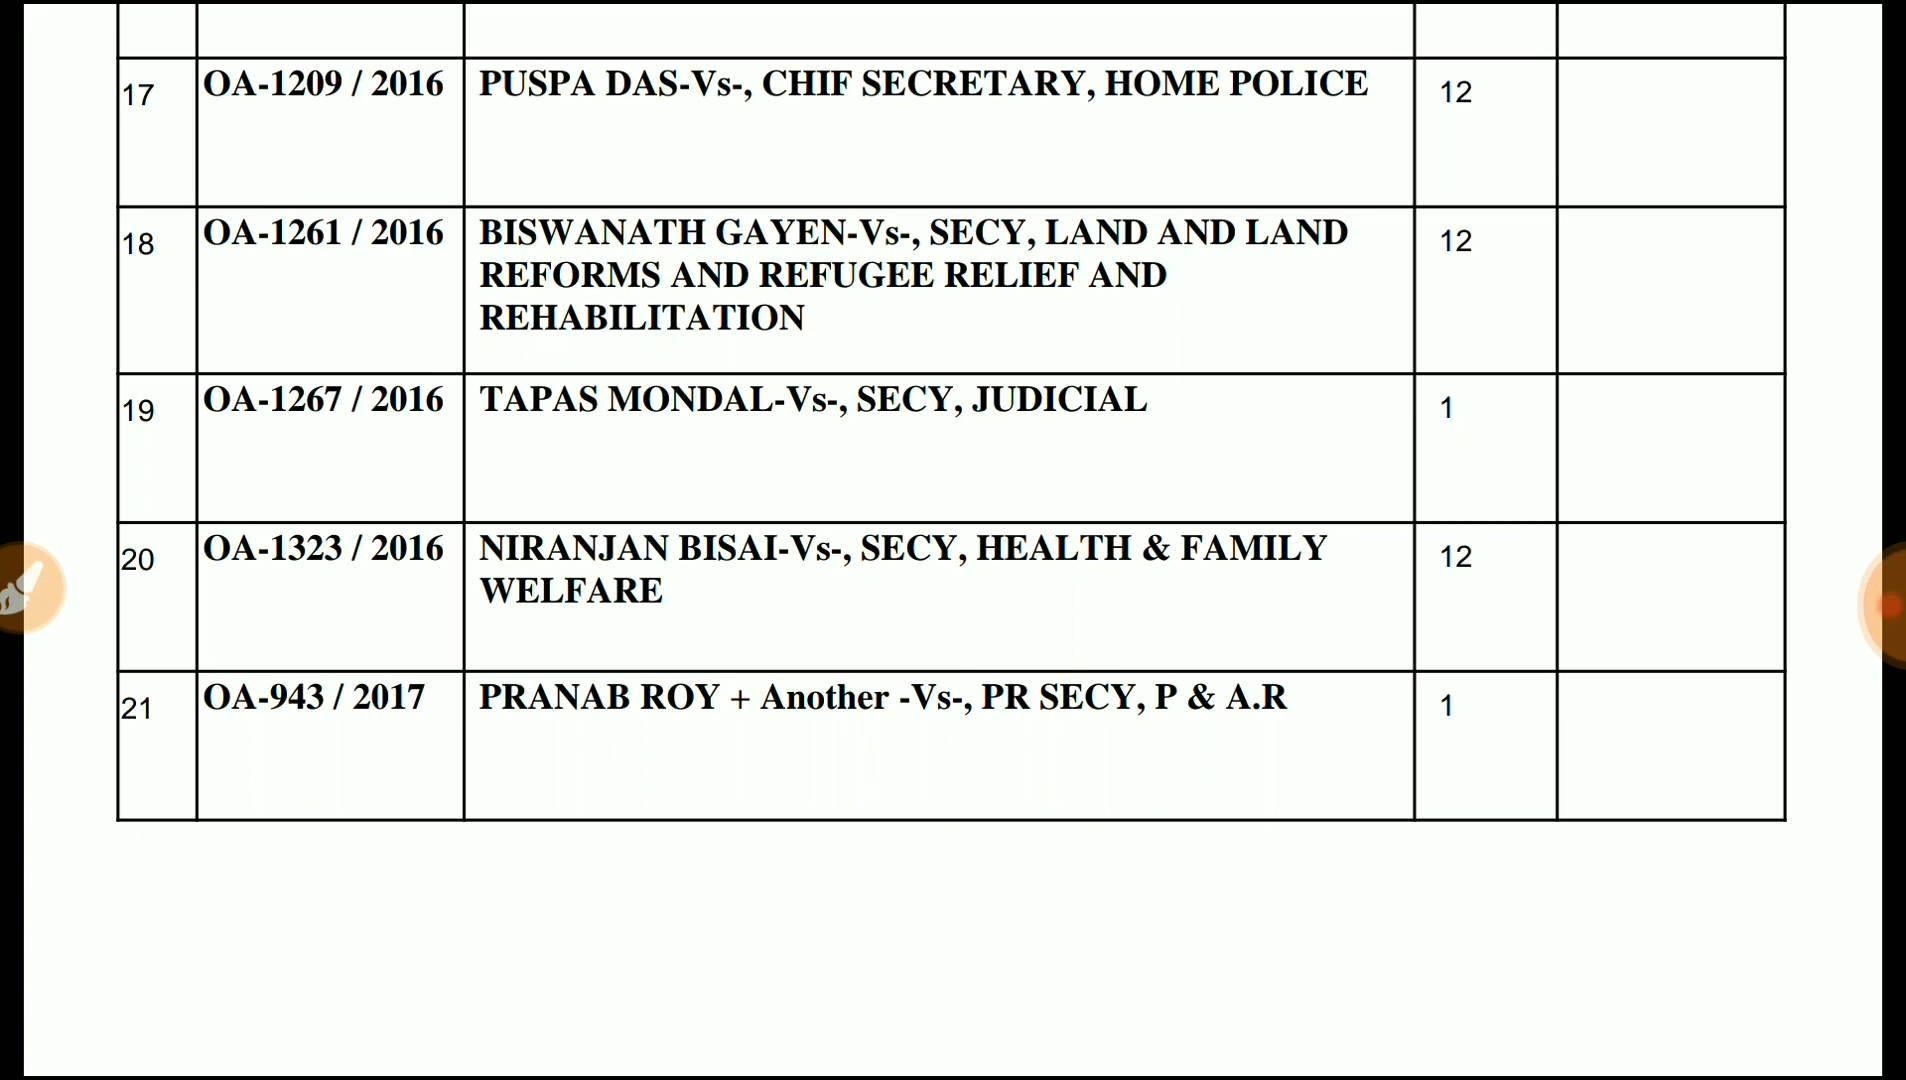 17 OA-1209 / 2016 PUSPA DAS-Vs-, CHIF SECRETARY, HOME POLICE 12
18 OA-1261 / 2016 BISWANATH GAYEN-Vs-, SECY, LAND AND LAND 12
REFORMS AND REFUGEE RELIEF AND
REHABILITATION
19 OA-1267 / 2016 TAPAS MONDAL-Vs-, SECY, JUDICIAL 1
20 OA-1323 / 2016 NIRANJAN BISAI-Vs-, SECY, HEALTH & FAMILY 12
WELFARE
21 OA-943 / 2017 PRANAB ROY + Another -Vs-, PR SECY, P & A.R 1